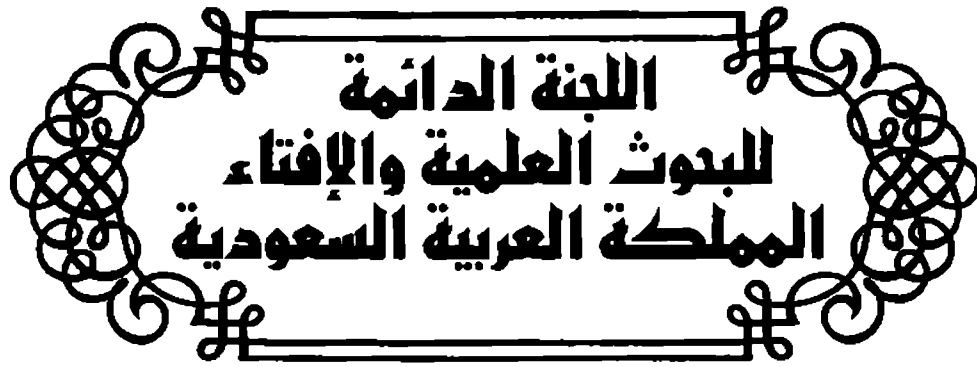 اللجنة الدائمة
للبحوث العلمية والإفتاء
المملكة العربية السعودية